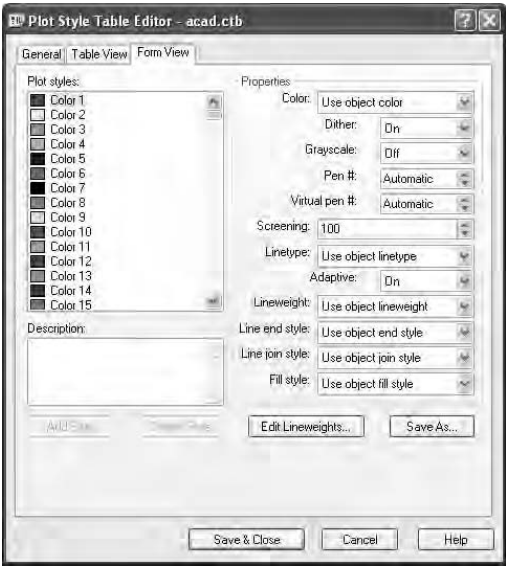 Plot Style Table Editor - acad.ctb
General Table View Form View
Plot styles:
Color 1
Color 2
Color 3
Color 4
Color 5
Color 6
Color 7
Color 8
Color 9
Color 10
Color 11
Color 12
Color 13
Color 14
Color 15
Description:
Add Style Delete Style
Properties
Color: Use object color
Dither: On
Grayscale: Off
Pen #: Automatic
Virtual pen #: Automatic
Screening: 100
Linetype: Use object linetype
Adaptive: On
Lineweight: Use object lineweight
Line end style: Use object end style
Line join style: Use object join style
Fill style: Use object fill style
Edit Lineweights... Save As...
Save & Close Cancel Help